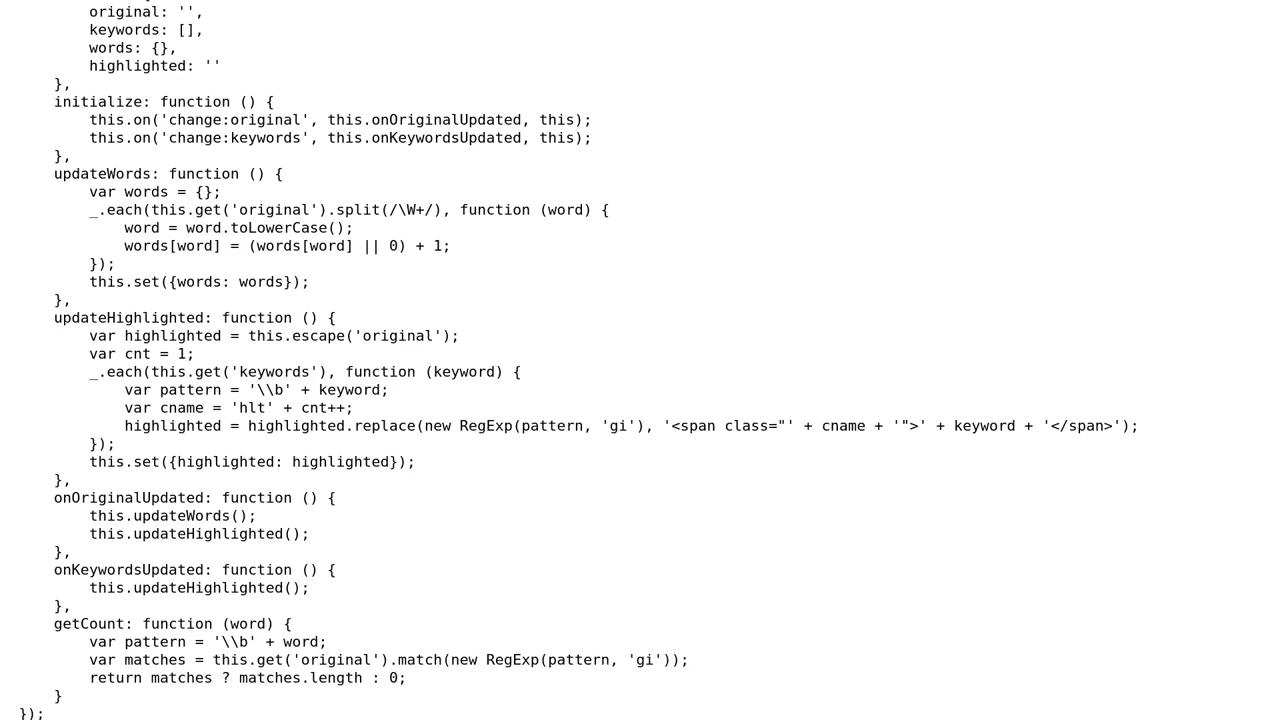 original: '',
        keywords: [],
        words: {},
        highlighted: ''
    },
    initialize: function () {
        this.on('change:original', this.onOriginalUpdated, this);
        this.on('change:keywords', this.onKeywordsUpdated, this);
    },
    updateWords: function () {
        var words = {};
        _.each(this.get('original').split(/\W+/), function (word) {
            word = word.toLowerCase();
            words[word] = (words[word] || 0) + 1;
        });
        this.set({words: words});
    },
    updateHighlighted: function () {
        var highlighted = this.escape('original');
        var cnt = 1;
        _.each(this.get('keywords'), function (keyword) {
            var pattern = '\\b' + keyword;
            var cname = 'hlt' + cnt++;
            highlighted = highlighted.replace(new RegExp(pattern, 'gi'), '<span class="' + cname + '">' + keyword + '</span>');
        });
        this.set({highlighted: highlighted});
    },
    onOriginalUpdated: function () {
        this.updateWords();
        this.updateHighlighted();
    },
    onKeywordsUpdated: function () {
        this.updateHighlighted();
    },
    getCount: function (word) {
        var pattern = '\\b' + word;
        var matches = this.get('original').match(new RegExp(pattern, 'gi'));
        return matches ? matches.length : 0;
    }
});